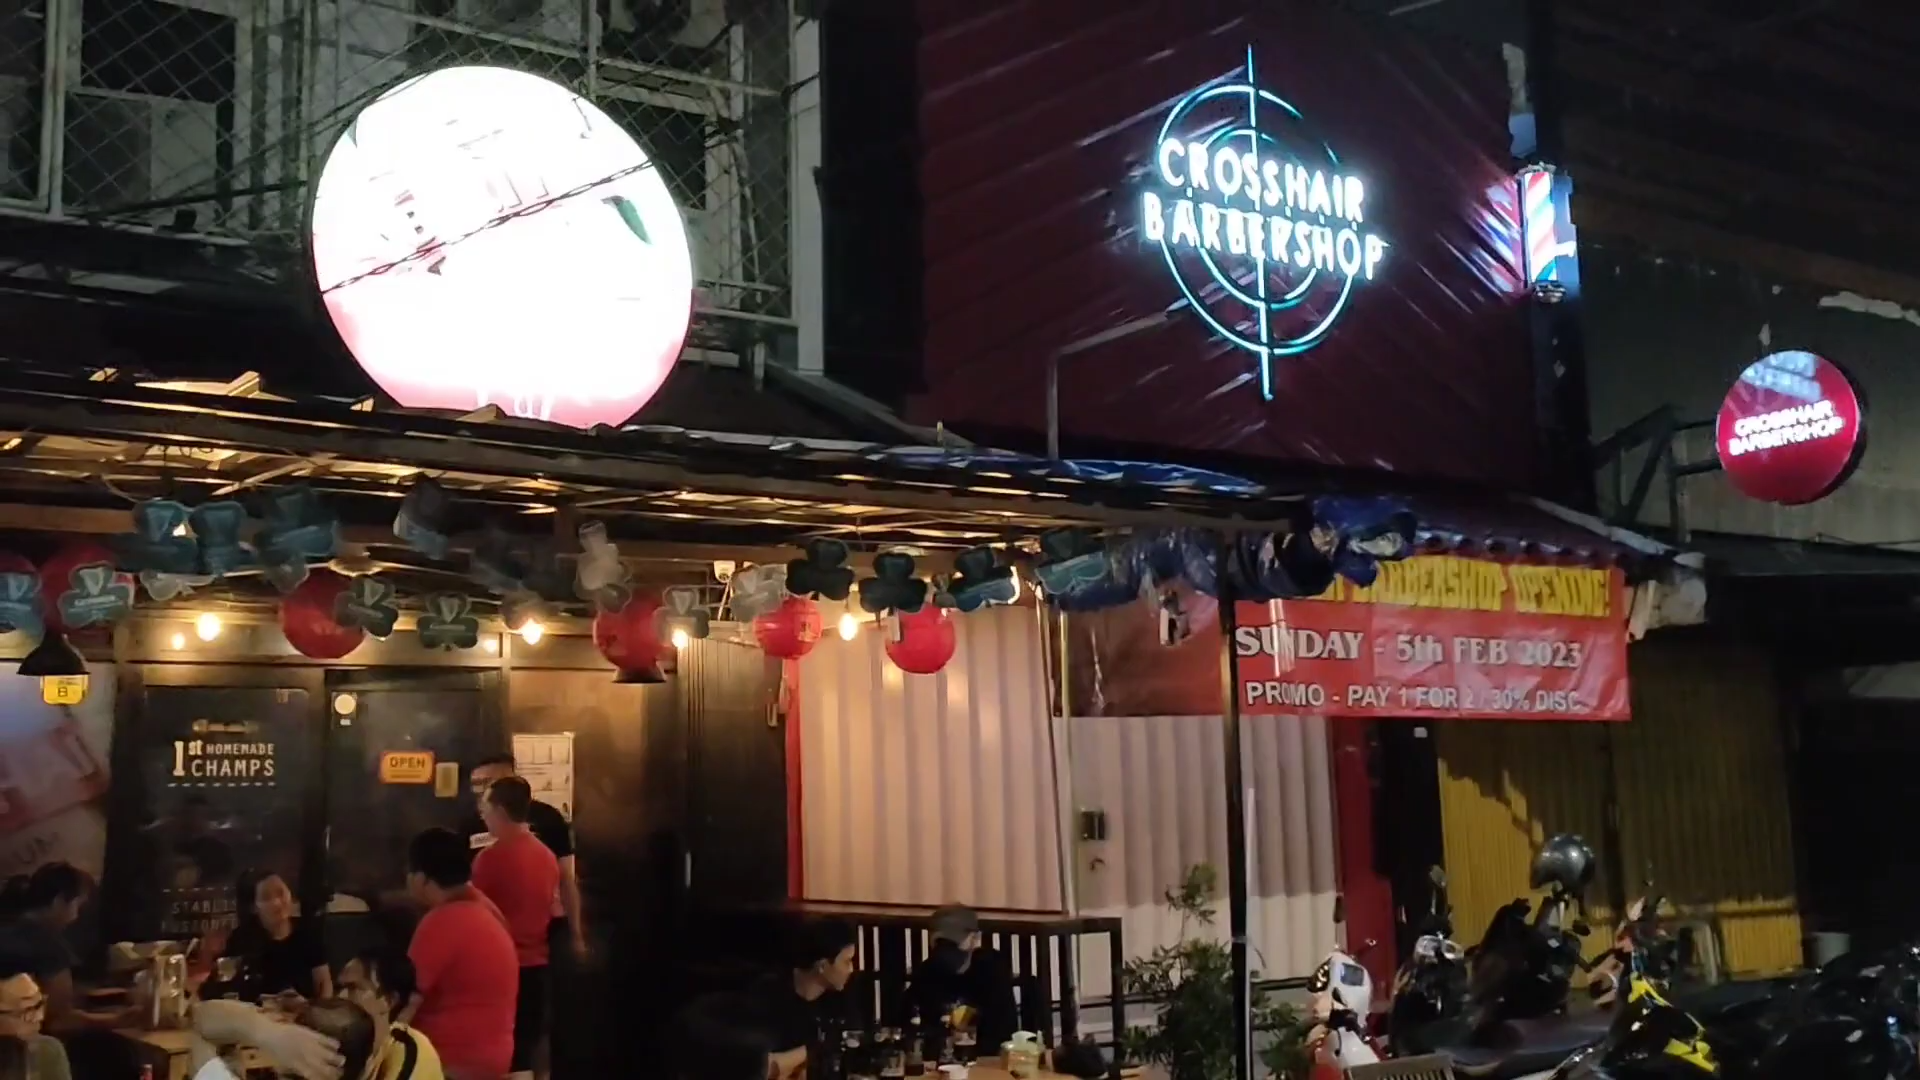 CROSSHAIR
BARBERSHOP
CROSSHAIR
BARBERSHOP
BARBERSHOP OPENING!
SUNDAY - 5th FEB 2023
PROMO - PAY 1 FOR 2 / 30% DISC
B
1st HOMEMADE
CHAMPS
OPEN